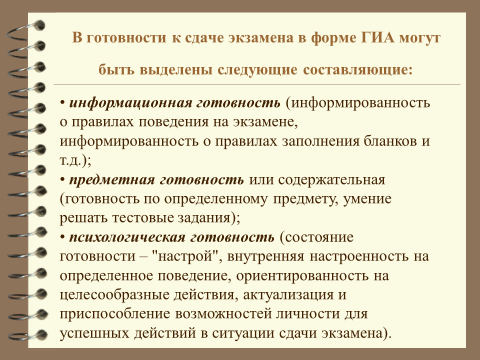 В готовности к сдаче экзамена в форме ГИА могут
быть выделены следующие составляющие:
• информационная готовность (информированность
о правилах поведения на экзамене,
информированность о правилах заполнения бланков и
т.д.);
• предметная готовность или содержательная
(готовность по определенному предмету, умение
решать тестовые задания);
• психологическая готовность (состояние
готовности – "настрой", внутренняя настроенность на
определенное поведение, ориентированность на
целесообразные действия, актуализация и
приспособление возможностей личности для
успешных действий в ситуации сдачи экзамена).